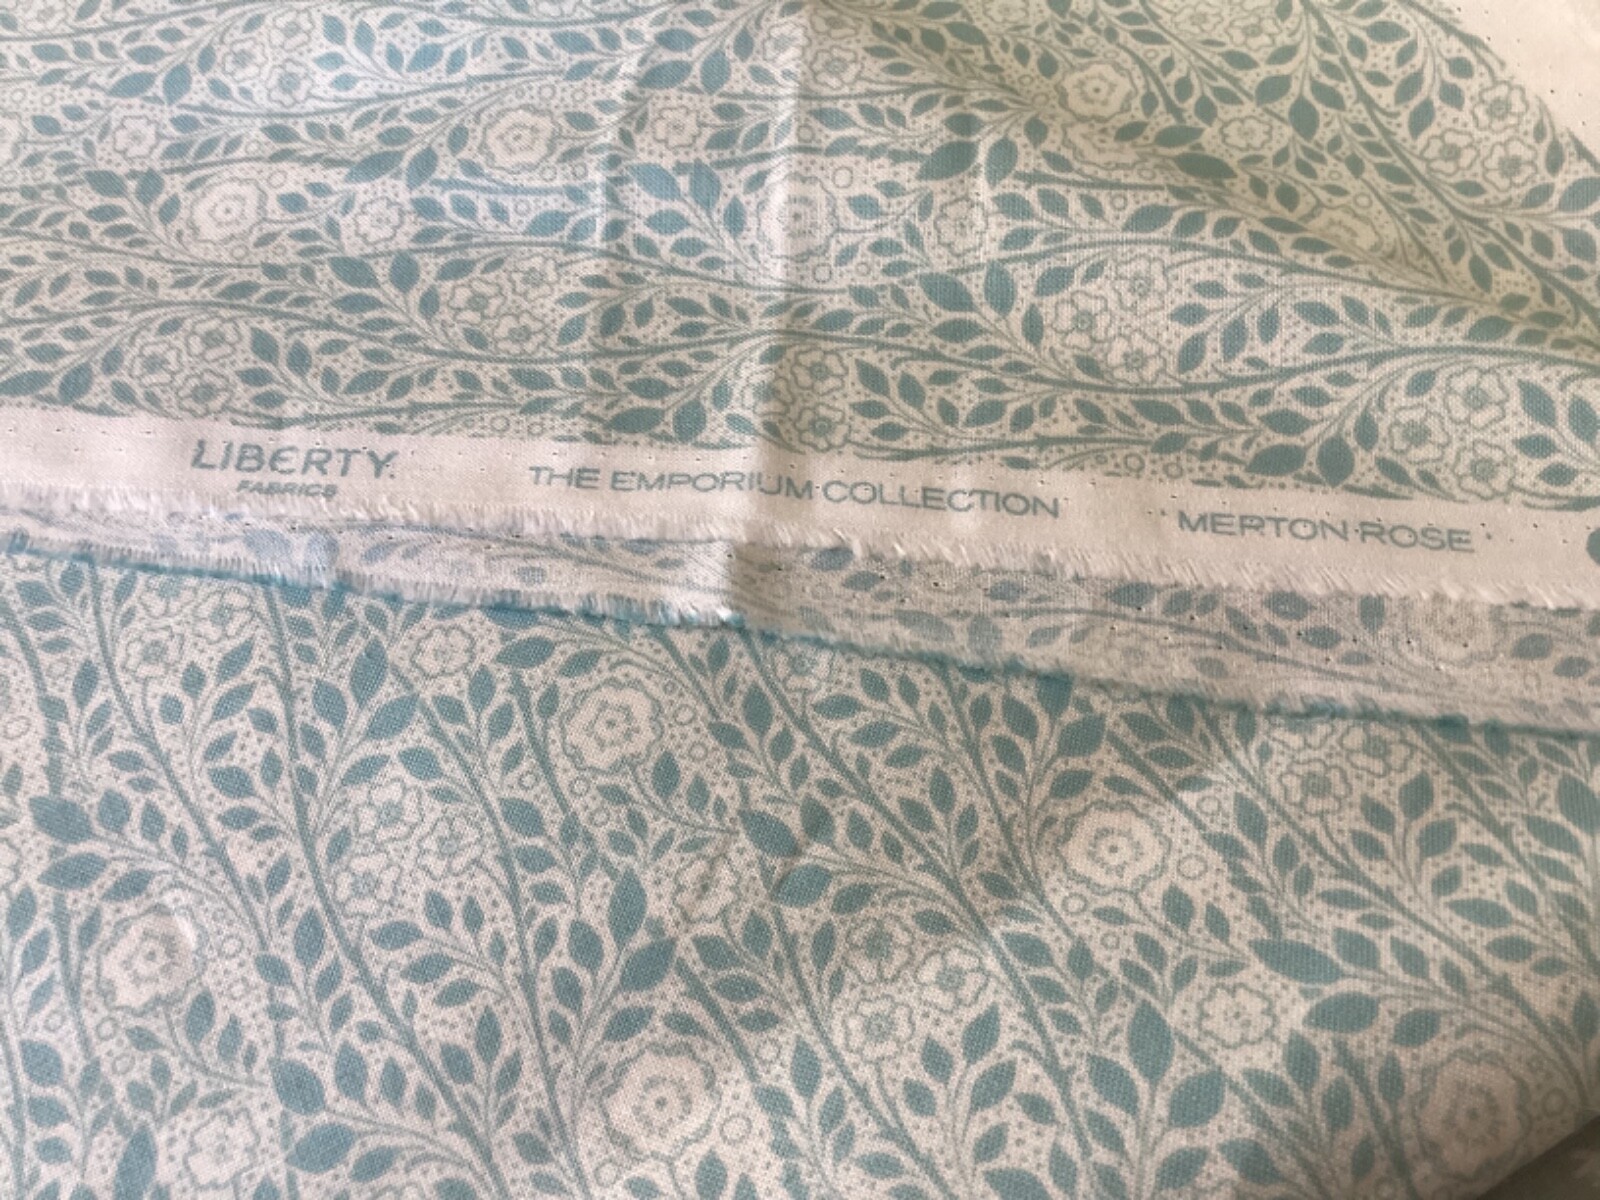 LIBERTY
FABRICS
THE EMPORIUM COLLECTION
MERTON ROSE